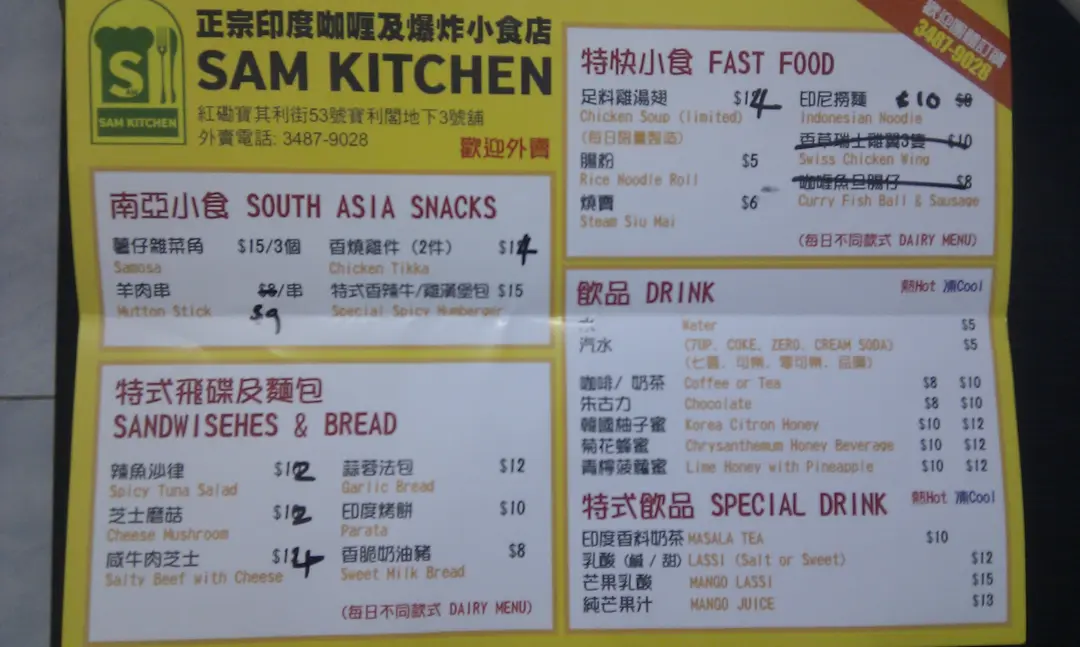 正宗印度咖喱及爆炸小食店
SAM KITCHEN
S
AM
SAM KITCHEN
紅磡寶其利街53號寶利閣地下3號舖
外賣電話: 3487-9028
歡迎外賣
3487-9028
南亞小食 SOUTH ASIA SNACKS
薯仔雜菜角 $15/3個
Samosa
羊肉串 $8/串
$9
Mutton Stick
香燒雞件 (2件) $14
Chicken Tikka
特式香辣牛/雞漢堡包 $15
Special Spicy Humberger
特式飛碟及麵包
SANDWISEHES & BREAD
辣魚沙律 $12
Spicy Tuna Salad
芝士蘑菇 $12
Cheese Mushroom
咸牛肉芝士 $14
Salty Beef with Cheese
蒜蓉法包 $12
Garlic Bread
印度烤餅 $10
Parata
香脆奶油豬 $8
Sweet Milk Bread
(每日不同款式 DAIRY MENU)
特快小食 FAST FOOD
足料雞湯翅 $14
Chicken Soup (limited)
(每日限量製造)
腸粉 $5
Rice Noodle Roll
燒賣 $6
Steam Siu Mai
印尼撈麵 $10 $8
Indonesian Noodle
香草瑞士雞翼3隻 $10
Swiss Chicken Wing
咖喱魚旦腸仔 $8
Curry Fish Ball & Sausage
(每日不同款式 DAIRY MENU)
飲品 DRINK 熱Hot 凍Cool
水 Water $5
汽水 (7UP、COKE、ZERO、CREAM SODA) $5
(七喜、可樂、零可樂、忌廉)
咖啡/ 奶茶 Coffee or Tea $8 $10
朱古力 Chocolate $8 $10
韓國柚子蜜 Korea Citron Honey $10 $12
菊花蜂蜜 Chrysanthemum Honey Beverage $10 $12
青檸菠蘿蜜 Lime Honey with Pineapple $10 $12
特式飲品 SPECIAL DRINK 熱Hot 凍Cool
印度香料奶茶 MASALA TEA $10
乳酸 (鹹 / 甜) LASSI (Salt or Sweet) $12
芒果乳酸 MANGO LASSI $15
純芒果汁 MANGO JUICE $13